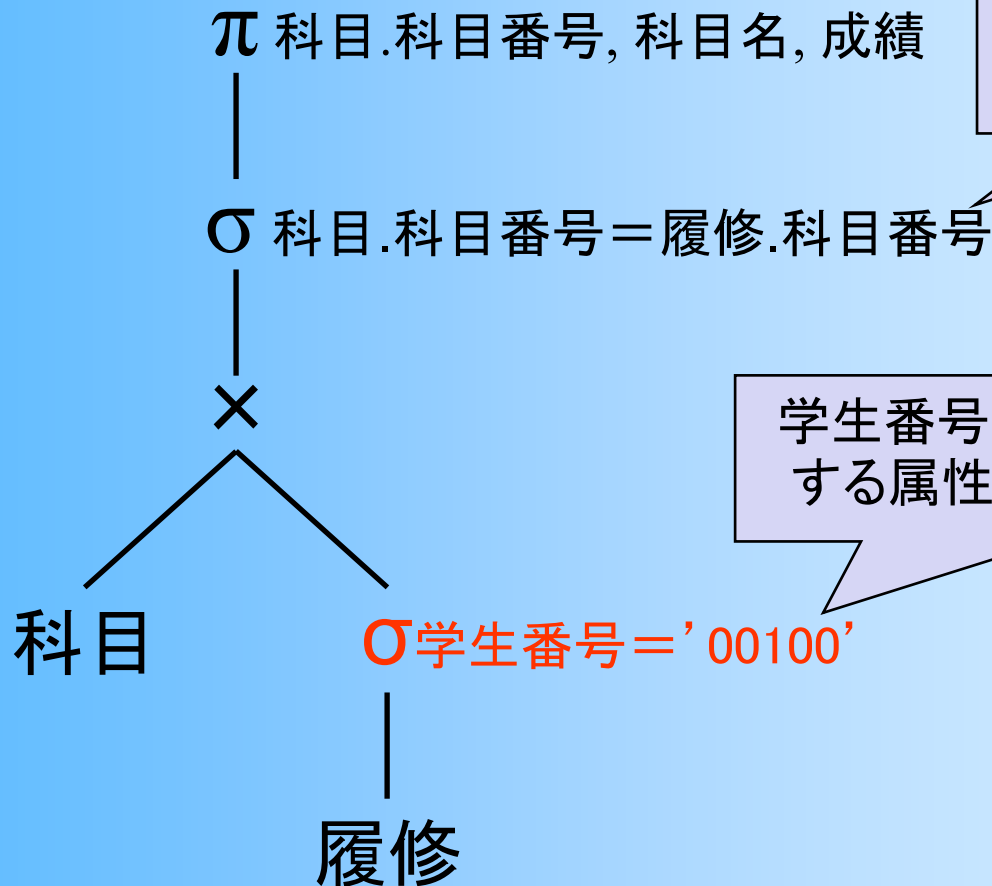 π 科目.科目番号, 科目名, 成績
σ 科目.科目番号＝履修.科目番号
×
学生番号
する属性
科目
σ学生番号＝’00100’
履修